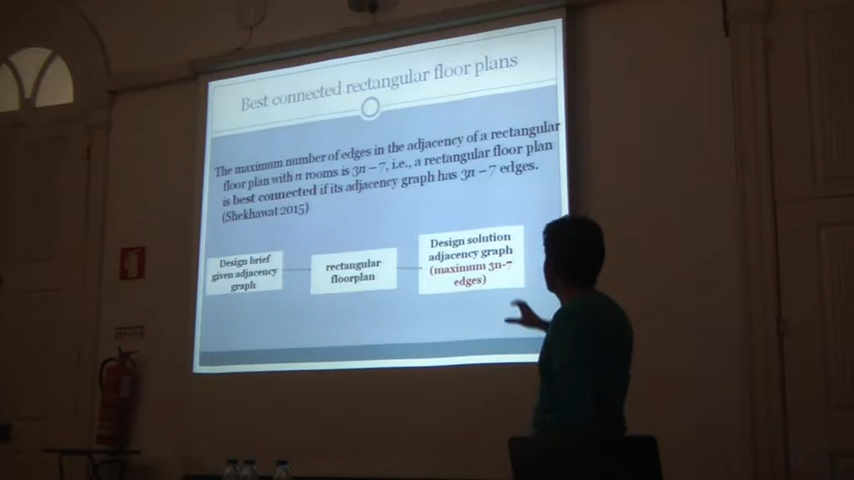 Best connected rectangular floor plans
The maximum number of edges in the adjacency of a rectangular
floor plan with n rooms is 3n – 7, i.e., a rectangular floor plan
is best connected if its adjacency graph has 3n – 7 edges.
(Shekhawat 2015)
Design brief
given adjacency
graph
rectangular
floorplan
Design solution
adjacency graph
(maximum 3n-7
edges)